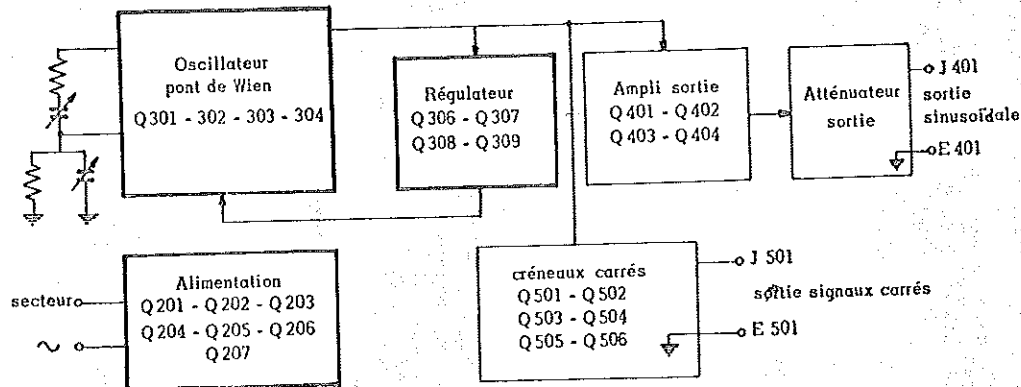 Oscillateur
pont de Wien
Q301 - 302 - 303 - 304
Régulateur
Q306 - Q307
Q308 - Q309
Ampli sortie
Q401 - Q402
Q403 - Q404
Atténuateur
sortie
J 401
sortie
sinusoïdale
E 401
secteur
Alimentation
Q201 - Q202 - Q203
Q204 - Q205 - Q206
Q207
créneaux carrés
Q501 - Q502
Q503 - Q504
Q505 - Q506
J 501
sortie signaux carrés
E 501